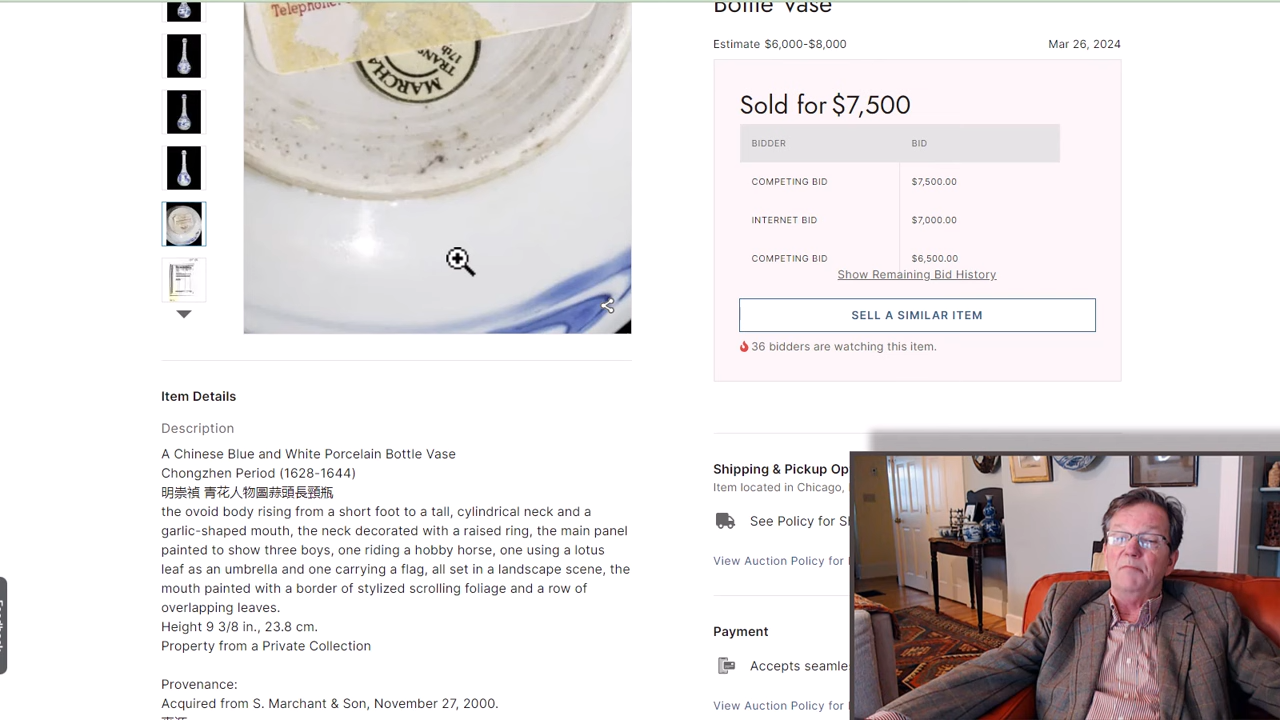 Bottle Vase
Telephone:
MARCHA
TRANS
17th
Estimate $6,000-$8,000
Mar 26, 2024
Sold for $7,500
BIDDER
BID
COMPETING BID
$7,500.00
INTERNET BID
$7,000.00
COMPETING BID
$6,500.00
Show Remaining Bid History
SELL A SIMILAR ITEM
36 bidders are watching this item.
Item Details
Description
A Chinese Blue and White Porcelain Bottle Vase
Chongzhen Period (1628-1644)
明崇禎 青花人物圖蒜頭長頸瓶
the ovoid body rising from a short foot to a tall, cylindrical neck and a
garlic-shaped mouth, the neck decorated with a raised ring, the main panel
painted to show three boys, one riding a hobby horse, one using a lotus
leaf as an umbrella and one carrying a flag, all set in a landscape scene, the
mouth painted with a border of stylized scrolling foliage and a row of
overlapping leaves.
Height 9 3/8 in., 23.8 cm.
Property from a Private Collection
Provenance:
Acquired from S. Marchant & Son, November 27, 2000.
Shipping & Pickup Op
Item located in Chicago,
See Policy for S
View Auction Policy for
Payment
Accepts seamle
View Auction Policy for